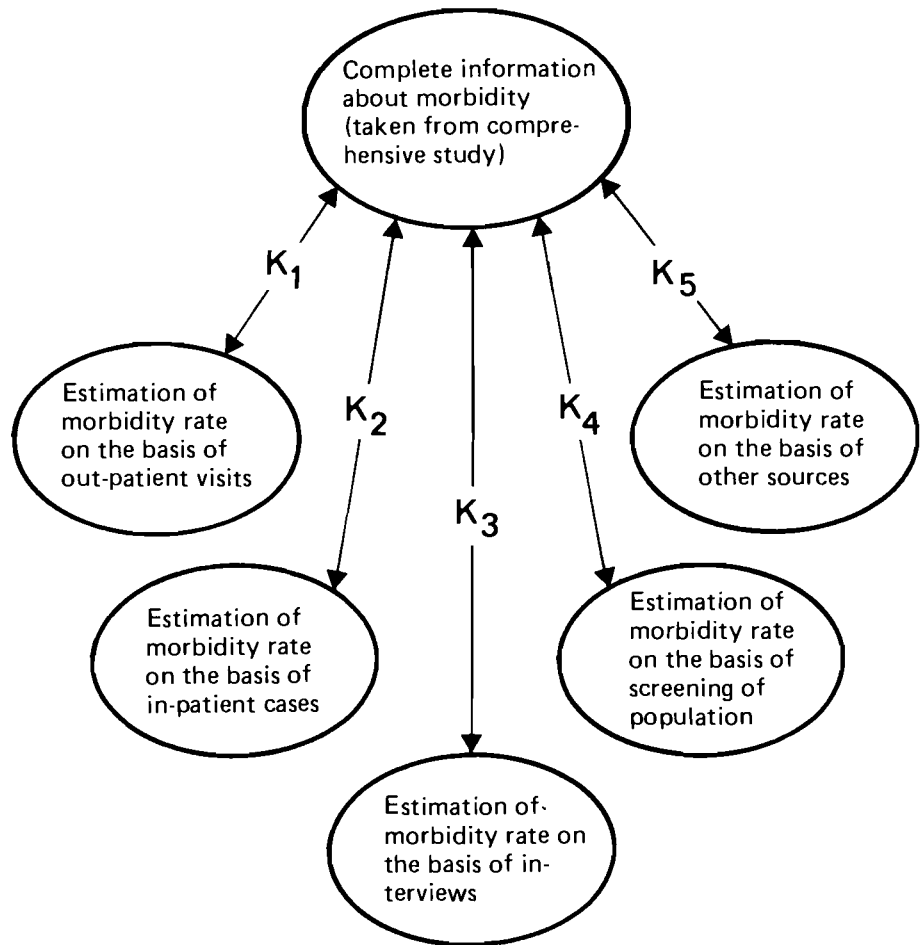 Complete information
about morbidity
(taken from compre-
hensive study)
K1
K5
Estimation of
morbidity rate
on the basis of
out-patient visits
K2
K4
Estimation of
morbidity rate
on the basis of
other sources
K3
Estimation of
morbidity rate
on the basis of
in-patient cases
Estimation of
morbidity rate
on the basis of
screening of
population
Estimation of
morbidity rate on
the basis of in-
terviews